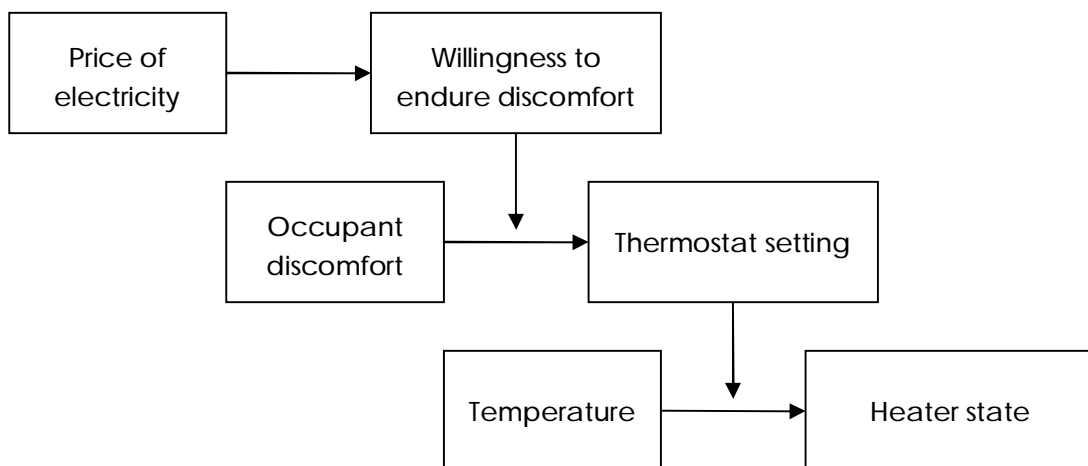 Price of
electricity
Willingness to
endure discomfort
Occupant
discomfort
Thermostat setting
Temperature
Heater state